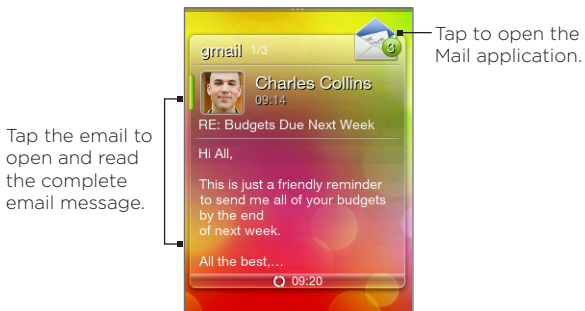 Tap to open the
Mail application.
gmail 1/3
3
Charles Collins
09:14
RE: Budgets Due Next Week
Hi All,
This is just a friendly reminder
to send me all of your budgets
by the end
of next week.
All the best,…
09:20
Tap the email to
open and read
the complete
email message.